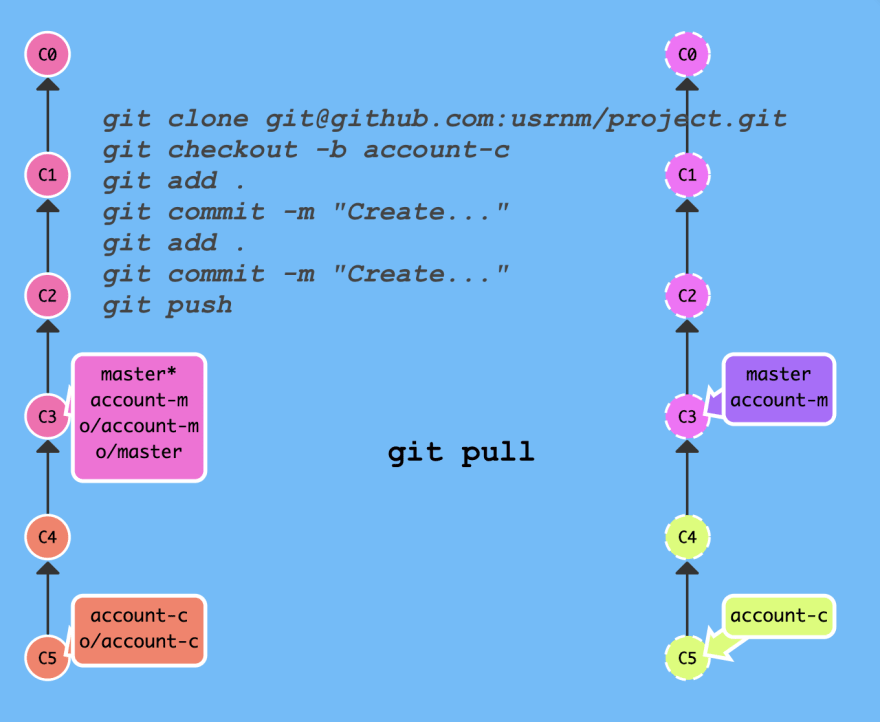 C0
C0
git clone git@github.com:usrnm/project.git
git checkout -b account-c
C1
C1
git add .
git commit -m "Create..."
git add .
git commit -m "Create..."
C2
C2
git push
master*
account-m
o/account-m
o/master
C3
C3
master
account-m
git pull
C4
C4
account-c
o/account-c
C5
account-c
C5